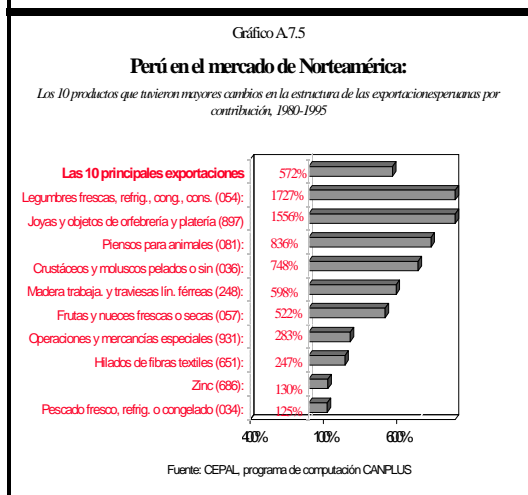 Gráfico A.7.5
Perú en el mercado de Norteamérica:
Los 10 productos que tuvieron mayores cambios en la estructura de las exportacionesperuanas por
contribución, 1980-1995
Las 10 principales exportaciones 572%
Legumbres frescas, refrig., cong., cons. (054): 1727%
Joyas y objetos de orfebrería y platería (897) 1556%
Piensos para animales (081): 836%
Crustáceos y moluscos pelados o sin (036): 748%
Madera trabaja. y traviesas lín. férreas (248): 598%
Frutas y nueces frescas o secas (057): 522%
Operaciones y mercancías especiales (931): 283%
Hilados de fibras textiles (651): 247%
Zinc (686): 130%
Pescado fresco, refrig. o congelado (034): 125%
100% 600%
Fuente: CEPAL, programa de computación CANPLUS